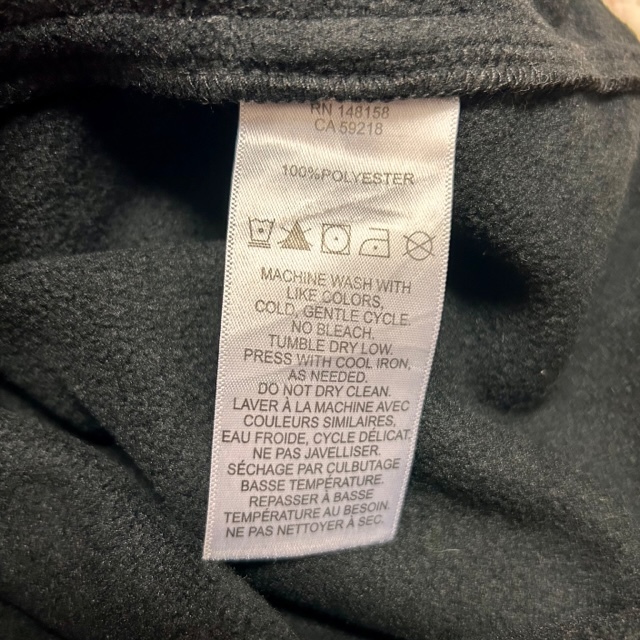 RN 148158
CA 59218
100%POLYESTER
MACHINE WASH WITH
LIKE COLORS,
COLD, GENTLE CYCLE.
NO BLEACH.
TUMBLE DRY LOW.
PRESS WITH COOL IRON,
AS NEEDED.
DO NOT DRY CLEAN.
LAVER À LA MACHINE AVEC
COULEURS SIMILAIRES,
EAU FROIDE, CYCLE DÉLICAT.
NE PAS JAVELLISER.
SÉCHAGE PAR CULBUTAGE
BASSE TEMPÉRATURE.
REPASSER À BASSE
TEMPÉRATURE AU BESOIN.
NE PAS NETTOYER À SEC.